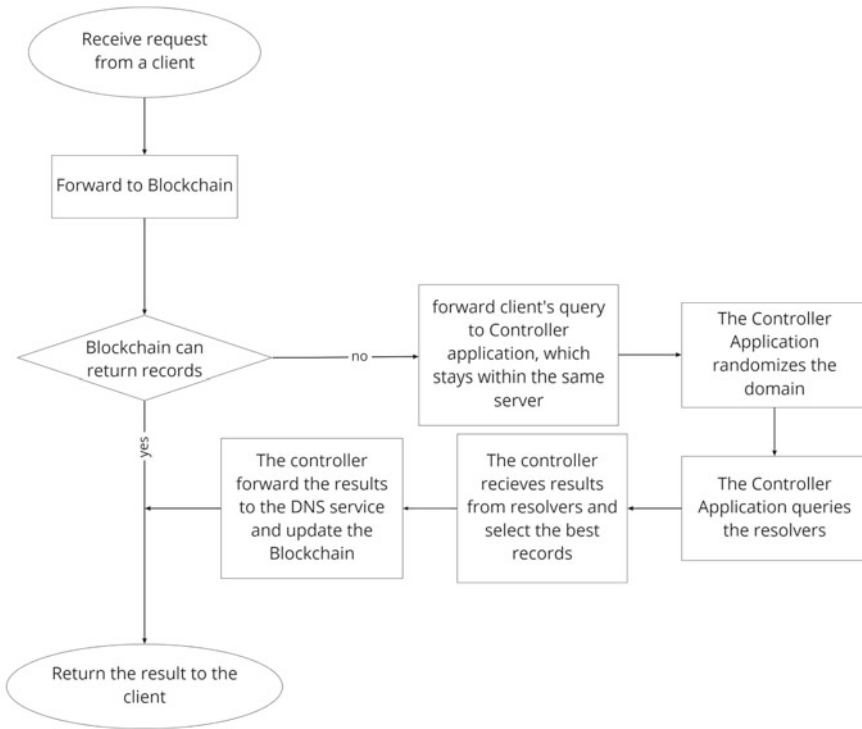 Receive request
from a client
Forward to Blockchain
Blockchain can
return records
no
yes
forward client's query
to Controller
application, which
stays within the same
server
The Controller
Application
randomizes the
domain
The Controller
Application queries
the resolvers
The controller
recieves results
from resolvers and
select the best
records
The controller
forward the results
to the DNS service
and update the
Blockchain
Return the result to the
client